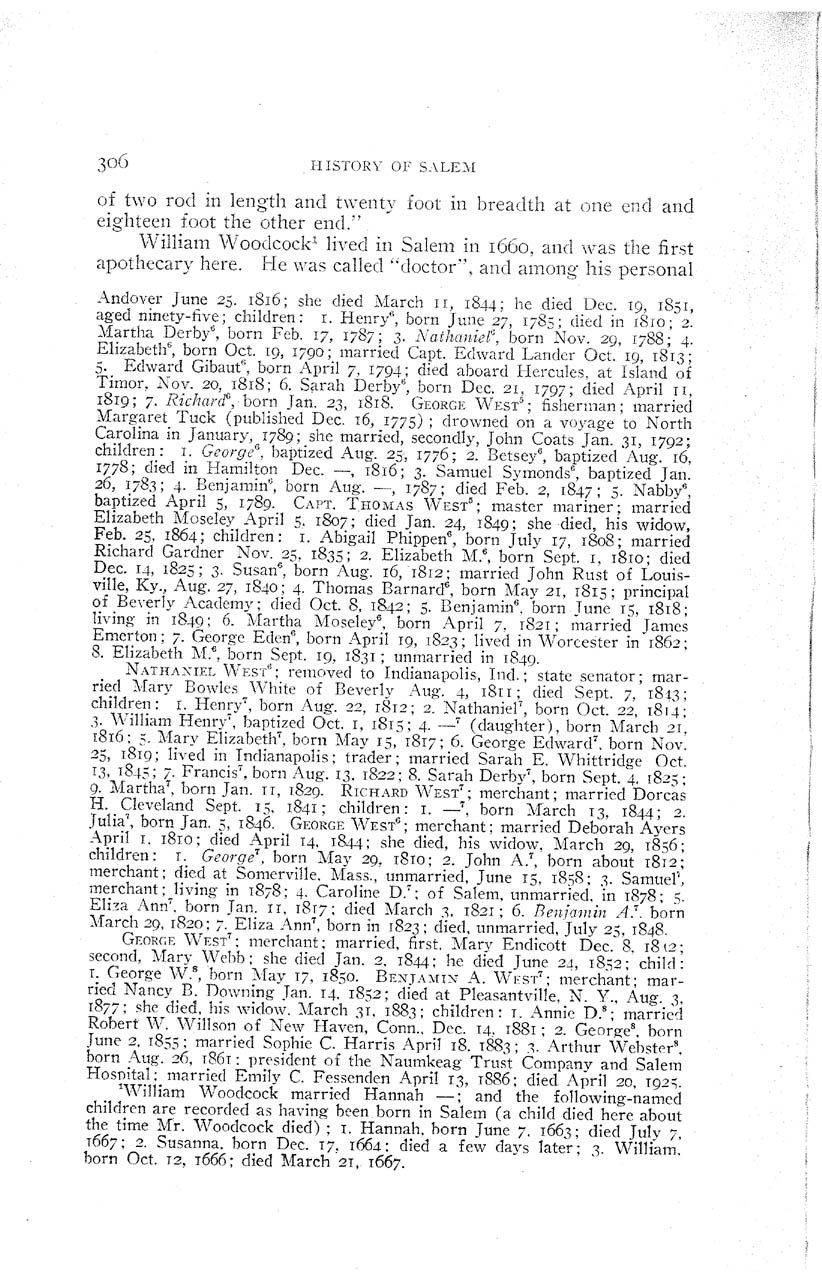 306 HISTORY OF SALEM
of two rod in length and twenty foot in breadth at one end and
eighteen foot the other end."
William Woodcock¹ lived in Salem in 1660, and was the first
apothecary here. He was called "doctor", and among his personal
Andover June 25, 1816; she died March 11, 1844; he died Dec. 19, 1851,
aged ninety-five; children: 1. Henry⁶, born June 27, 1785; died in 1810; 2.
Martha Derby⁶, born Feb. 17, 1787; 3. Nathaniel⁶, born Nov. 29, 1788; 4.
Elizabeth⁶, born Oct. 19, 1790; married Capt. Edward Lander Oct. 19, 1813;
5. Edward Gibaut⁶, born April 7, 1794; died aboard Hercules, at Island of
Timor, Nov. 20, 1818; 6. Sarah Derby⁶, born Dec. 21, 1797; died April 11,
1819; 7. Richard⁶, born Jan. 23, 1818. GEORGE WEST⁵; fisherman; married
Margaret Tuck (published Dec. 16, 1775); drowned on a voyage to North
Carolina in January, 1789; she married, secondly, John Coats Jan. 31, 1792;
children: 1. George⁶, baptized Aug. 25, 1776; 2. Betsey⁶, baptized Aug. 16,
1778; died in Hamilton Dec. —, 1816; 3. Samuel Symonds⁶, baptized Jan.
26, 1783; 4. Benjamin⁶, born Aug. —, 1787; died Feb. 2, 1847; 5. Nabby⁶,
baptized April 5, 1789. CAPT. THOMAS WEST⁵; master mariner; married
Elizabeth Moseley April 5, 1807; died Jan. 24, 1849; she died, his widow,
Feb. 25, 1864; children: 1. Abigail Phippen⁶, born July 17, 1808; married
Richard Gardner Nov. 25, 1835; 2. Elizabeth M.⁶, born Sept. 1, 1810; died
Dec. 14, 1825; 3. Susan⁶, born Aug. 16, 1812; married John Rust of Louis-
ville, Ky., Aug. 27, 1840; 4. Thomas Barnard⁶, born May 21, 1815; principal
of Beverly Academy; died Oct. 8, 1842; 5. Benjamin⁶, born June 15, 1818;
living in 1849; 6. Martha Moseley⁶, born April 7, 1821; married James
Emerton; 7. George Eden⁶, born April 19, 1823; lived in Worcester in 1862;
8. Elizabeth M.⁶, born Sept. 19, 1831; unmarried in 1849.
NATHANIEL WEST⁶; removed to Indianapolis, Ind.; state senator; mar-
ried Mary Bowles White of Beverly Aug. 4, 1811; died Sept. 7, 1843;
children: 1. Henry⁷, born Aug. 22, 1812; 2. Nathaniel⁷, born Oct. 22, 1814;
3. William Henry⁷, baptized Oct. 1, 1815; 4. —⁷ (daughter), born March 21,
1816; 5. Mary Elizabeth⁷, born May 15, 1817; 6. George Edward⁷, born Nov.
25, 1819; lived in Indianapolis; trader; married Sarah E. Whittridge Oct.
13, 1845; 7. Francis⁷, born Aug. 13, 1822; 8. Sarah Derby⁷, born Sept. 4, 1825;
9. Martha⁷, born Jan. 11, 1829. RICHARD WEST⁷; merchant; married Dorcas
H. Cleveland Sept. 15, 1841; children: 1. —⁷, born March 13, 1844; 2.
Julia⁷, born Jan. 5, 1846. GEORGE WEST⁶; merchant; married Deborah Ayers
April 1, 1810; died April 14, 1844; she died, his widow, March 29, 1856;
children: 1. George⁷, born May 29, 1810; 2. John A.⁷, born about 1812;
merchant; died at Somerville, Mass., unmarried, June 15, 1858; 3. Samuel⁷,
merchant; living in 1878; 4. Caroline D.⁷; of Salem, unmarried, in 1878; 5.
Eliza Ann⁷, born Jan. 11, 1817; died March 3, 1821; 6. Benjamin A.⁷, born
March 29, 1820; 7. Eliza Ann⁷, born in 1823; died, unmarried, July 25, 1848.
GEORGE WEST⁷; merchant; married, first, Mary Endicott Dec. 8, 1842;
second, Mary Webb; she died Jan. 2, 1844; he died June 24, 1852; child:
1. George W.⁸, born May 17, 1850. BENJAMIN A. WEST⁷; merchant; mar-
ried Nancy B. Downing Jan. 14, 1852; died at Pleasantville, N. Y., Aug. 3,
1877; she died, his widow, March 31, 1883; children: 1. Annie D.⁸; married
Robert W. Willson of New Haven, Conn., Dec. 14, 1881; 2. George⁸, born
June 2, 1855; married Sophie C. Harris April 18, 1883; 3. Arthur Webster⁸,
born Aug. 26, 1861; president of the Naumkeag Trust Company and Salem
Hospital; married Emily C. Fessenden April 13, 1886; died April 20, 1925.
¹William Woodcock married Hannah —; and the following-named
children are recorded as having been born in Salem (a child died here about
the time Mr. Woodcock died); 1. Hannah, born June 7, 1663; died July 7,
1667; 2. Susanna, born Dec. 17, 1664; died a few days later; 3. William,
born Oct. 12, 1666; died March 21, 1667.